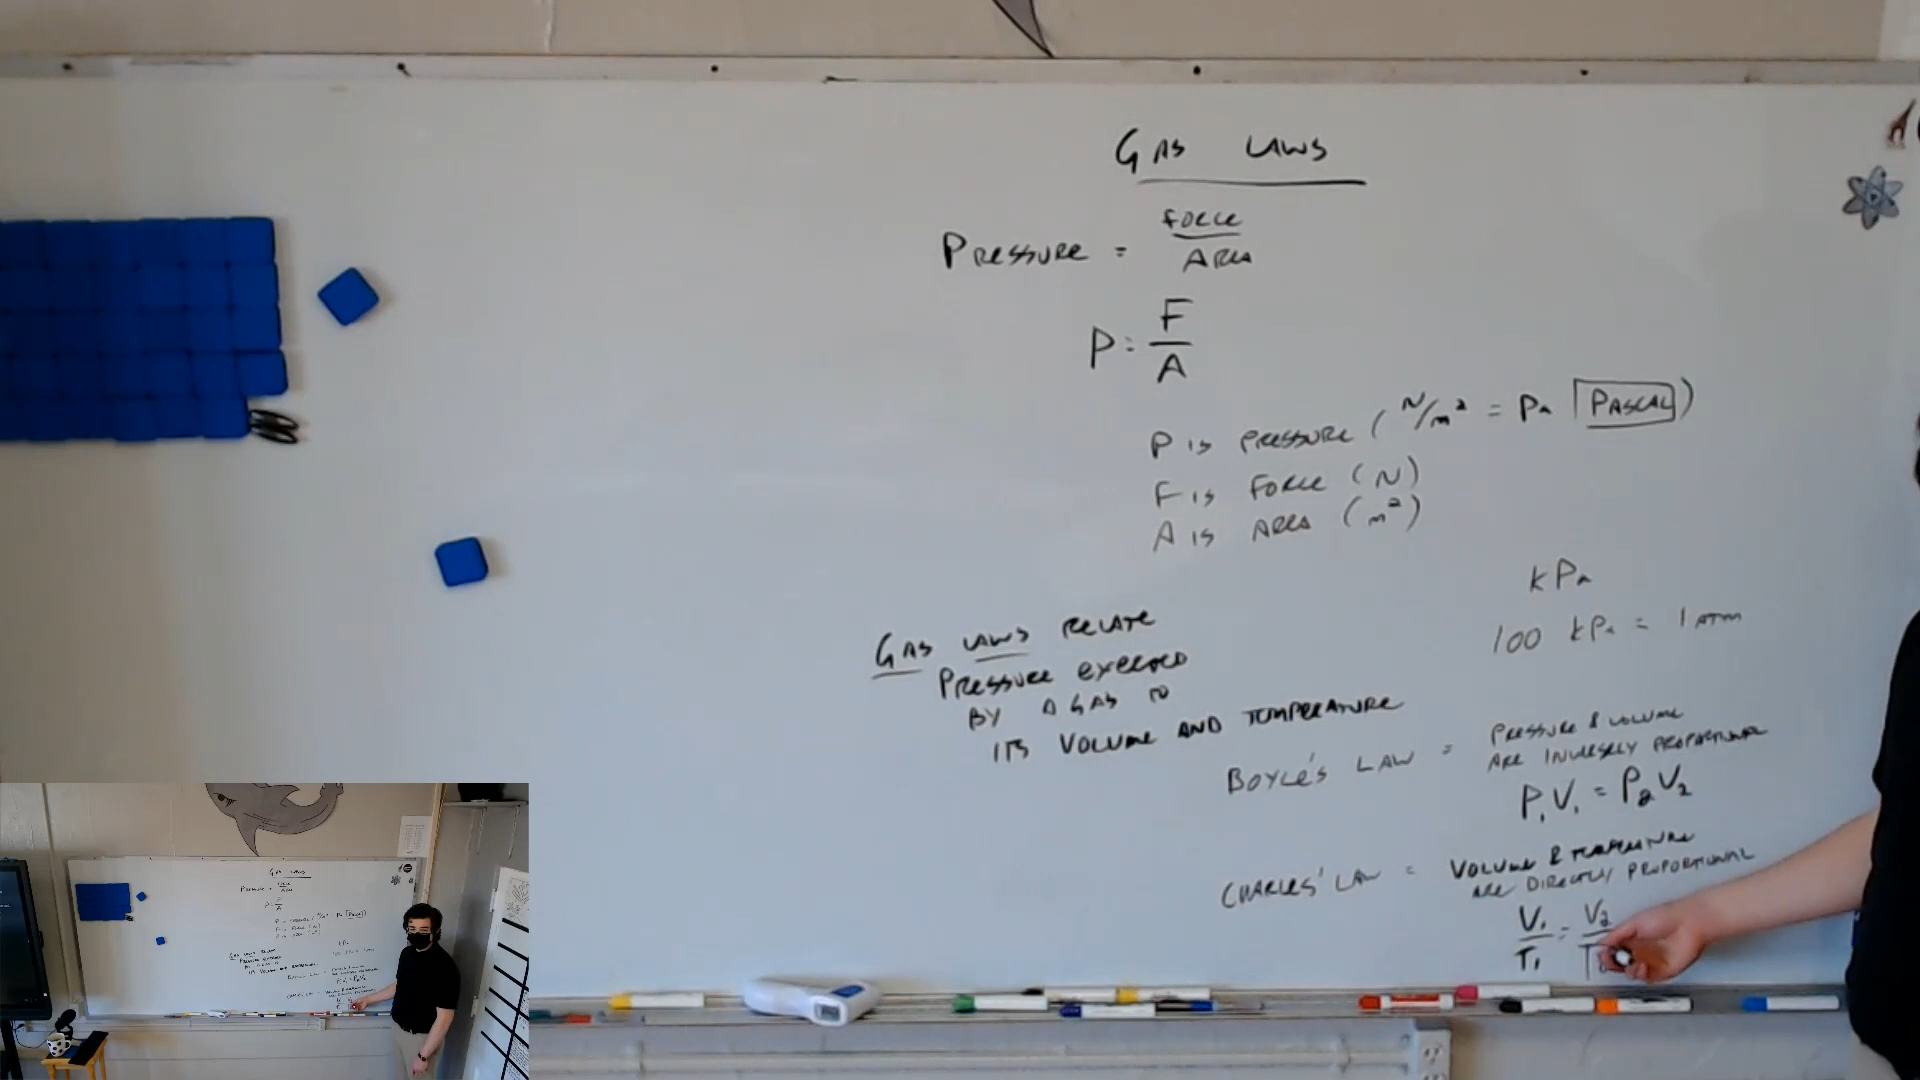 GAS LAWS
PRESSURE = FORCE / AREA
P = F / A
P IS PRESSURE ( N/m² = Pa [PASCAL] )
F IS FORCE (N)
A IS AREA (m²)
kPa
100 kPa = 1 ATM
GAS LAWS RELATE
PRESSURE EXERTED
BY A GAS TO
ITS VOLUME AND TEMPERATURE
BOYLE'S LAW = PRESSURE & VOLUME
ARE INVERSELY PROPORTIONAL
P₁V₁ = P₂V₂
CHARLES' LAW = VOLUME & TEMPERATURE
ARE DIRECTLY PROPORTIONAL
V₁ / T₁ = V₂ / T